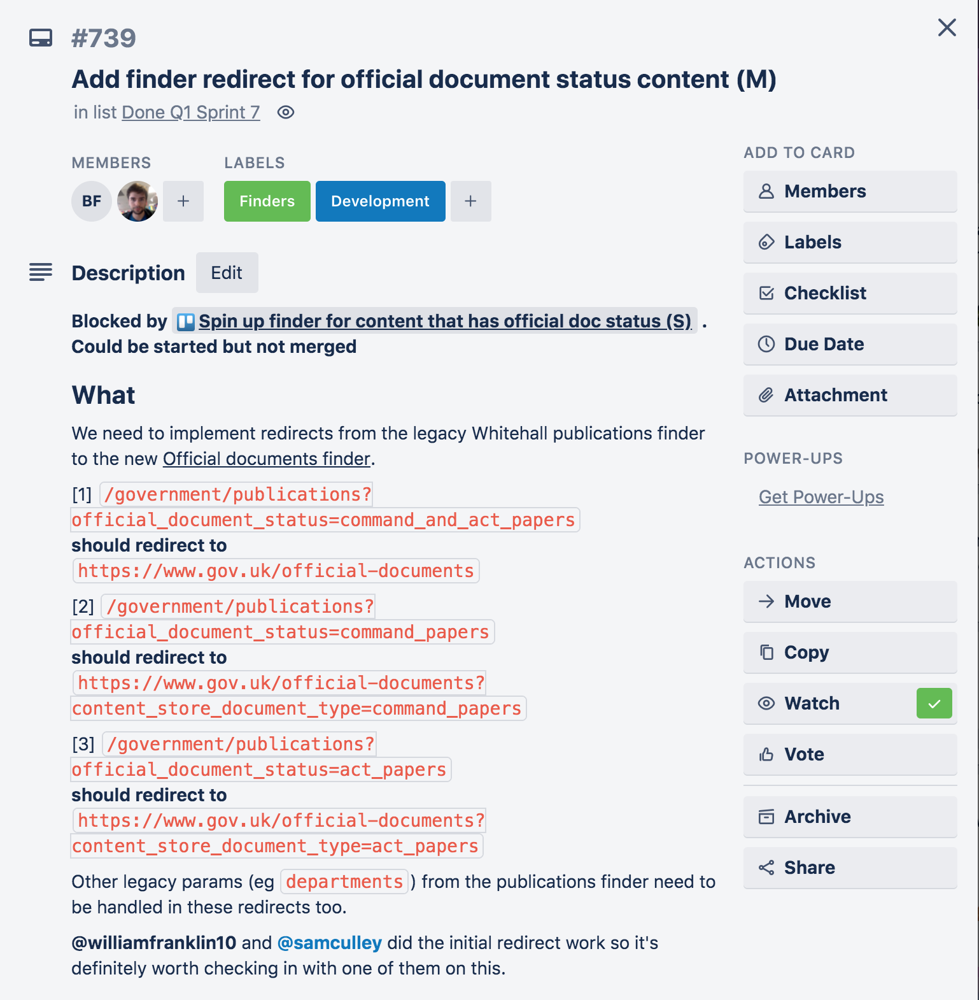 #739
Add finder redirect for official document status content (M)
in list Done Q1 Sprint 7
MEMBERS
LABELS
BF
+
Finders
Development
+
Description
Edit
Blocked by Spin up finder for content that has official doc status (S) .
Could be started but not merged
What
We need to implement redirects from the legacy Whitehall publications finder
to the new Official documents finder.
[1] /government/publications?
official_document_status=command_and_act_papers
should redirect to
https://www.gov.uk/official-documents
[2] /government/publications?
official_document_status=command_papers
should redirect to
https://www.gov.uk/official-documents?
content_store_document_type=command_papers
[3] /government/publications?
official_document_status=act_papers
should redirect to
https://www.gov.uk/official-documents?
content_store_document_type=act_papers
Other legacy params (eg departments ) from the publications finder need to
be handled in these redirects too.
@williamfranklin10 and @samculley did the initial redirect work so it's
definitely worth checking in with one of them on this.
ADD TO CARD
Members
Labels
Checklist
Due Date
Attachment
POWER-UPS
Get Power-Ups
ACTIONS
Move
Copy
Watch
Vote
Archive
Share